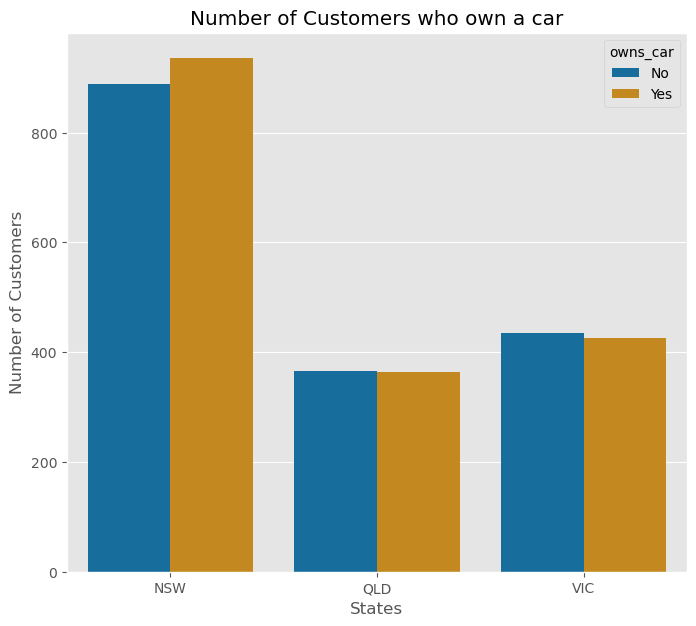 Number of Customers who own a car
owns_car
No
Yes
800
600
400
200
0
Number of Customers
NSW
QLD
VIC
States